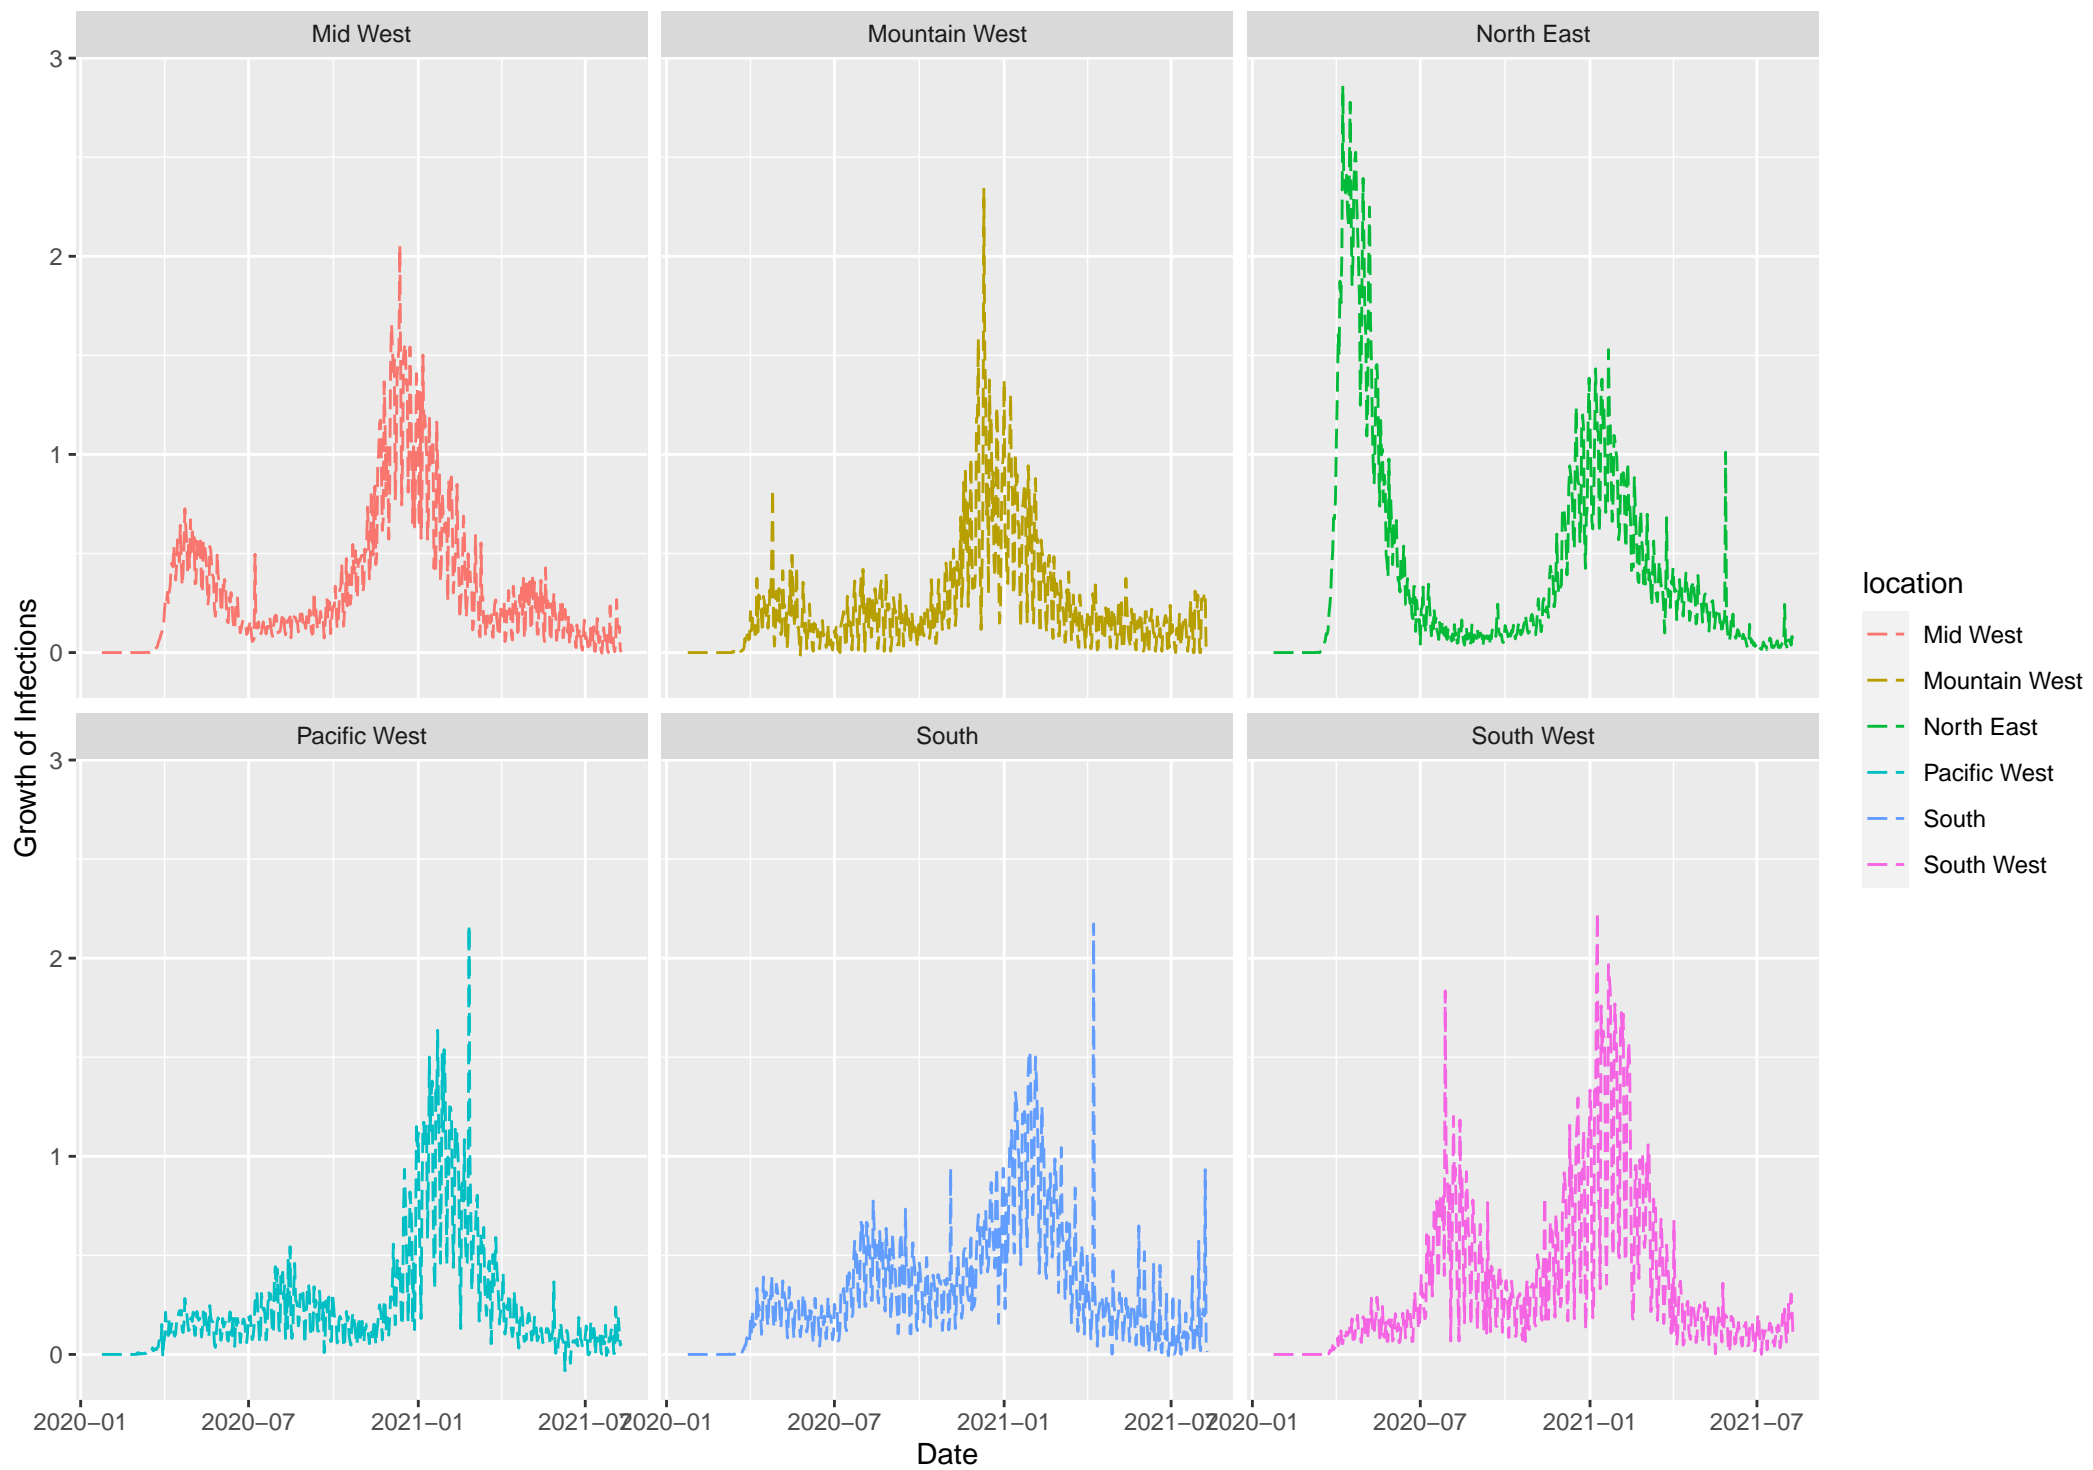 Mid West
Mountain West
North East
3
2
1
0
Pacific West
South
South West
3
2
1
0
Growth of Infections
2020−01
2020−07
2021−01
2021−07
2020−01
2020−07
2021−01
2021−07
2020−01
2020−07
2021−01
2021−07
Date
location
Mid West
Mountain West
North East
Pacific West
South
South West